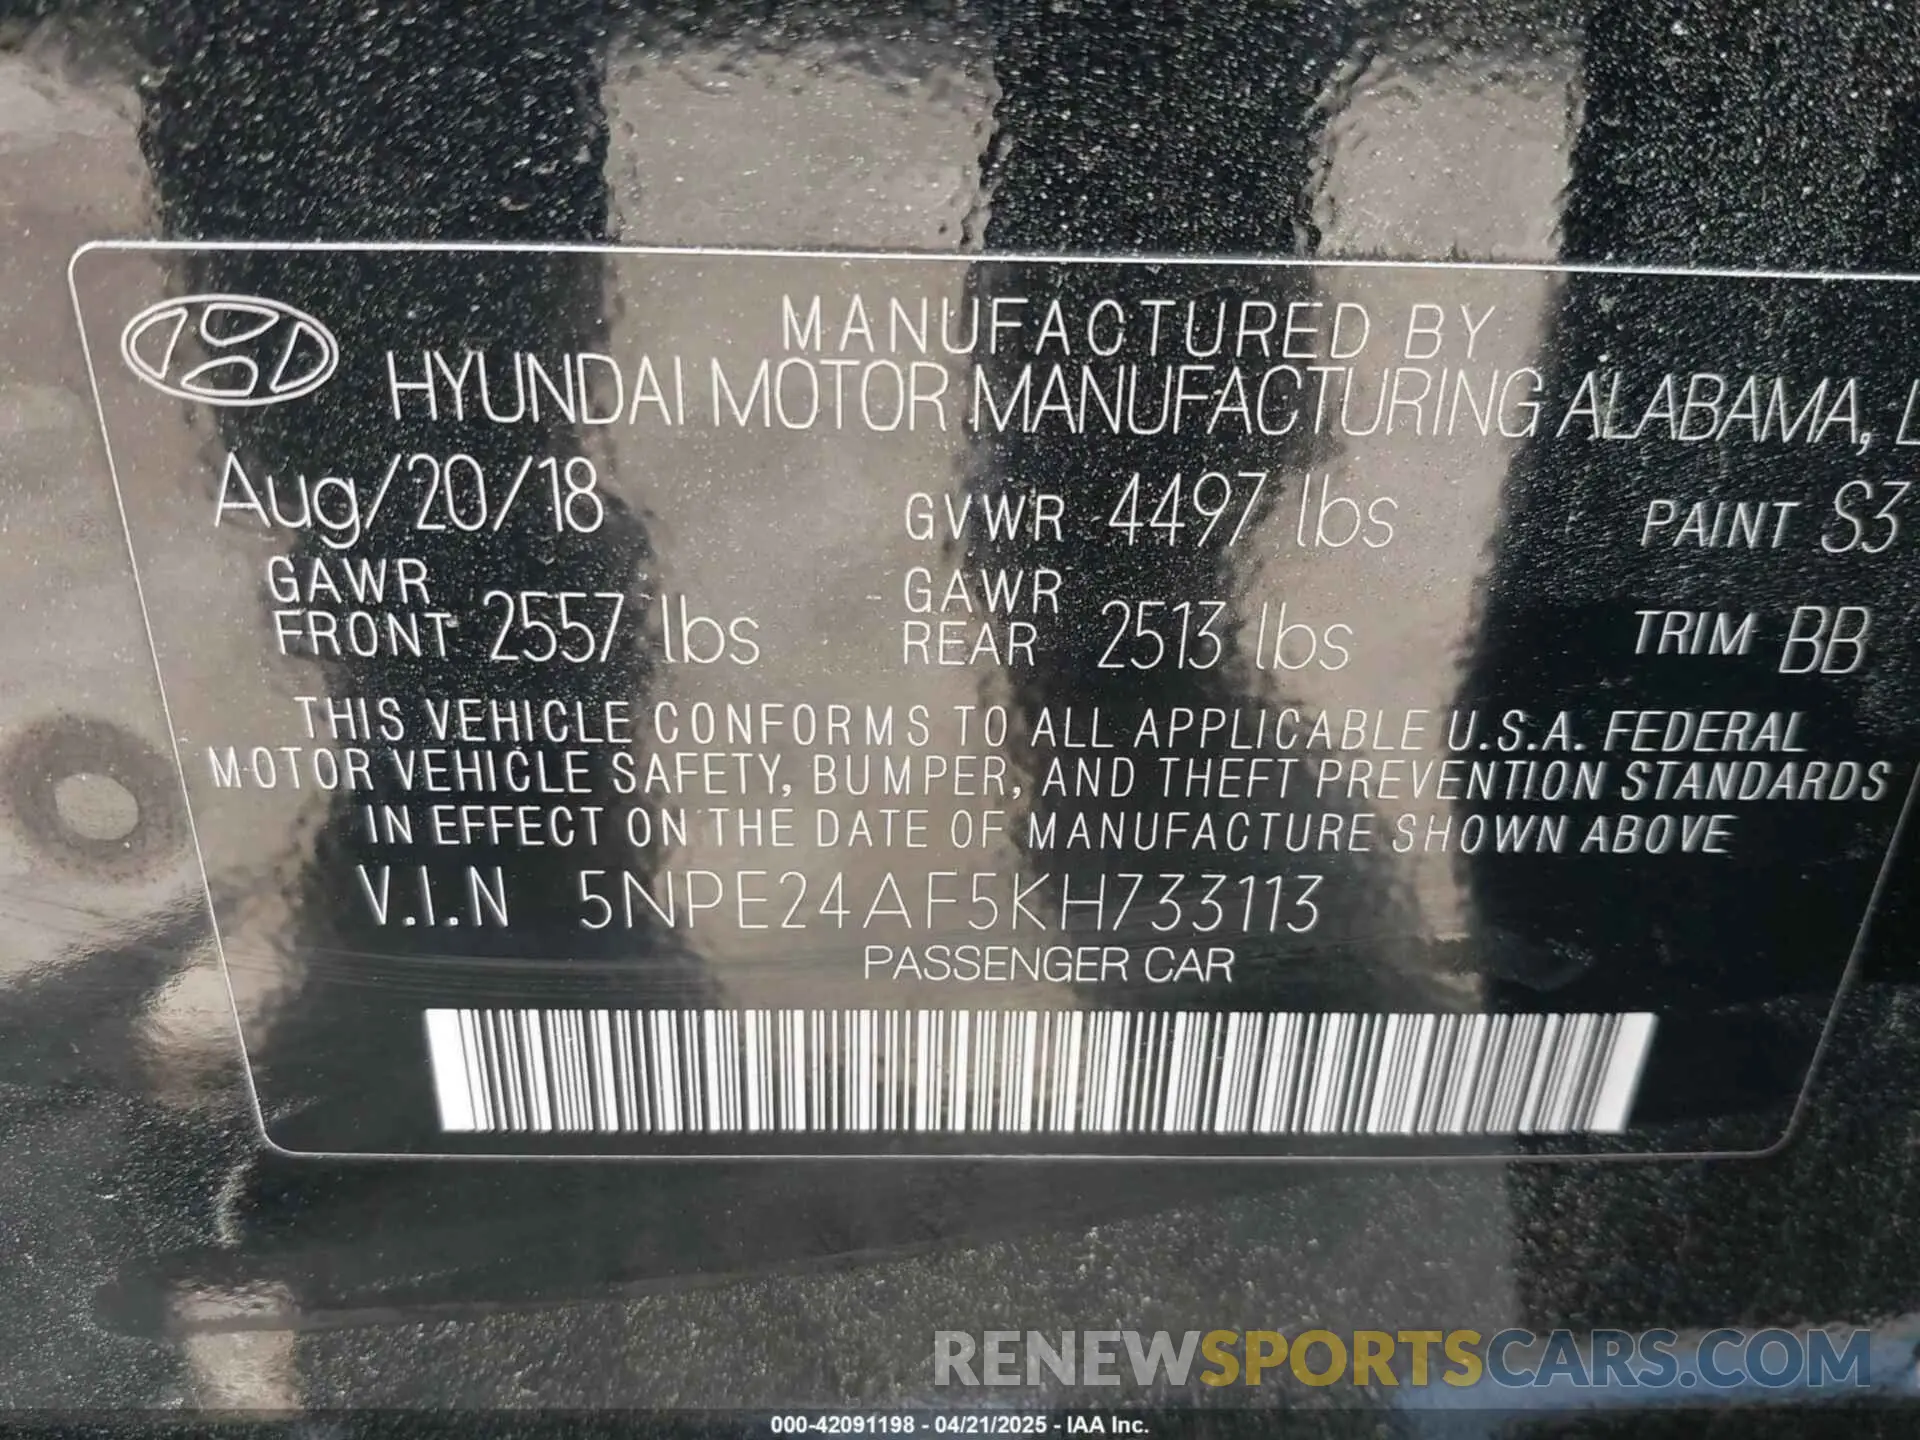 MANUFACTURED BY
HYUNDAI MOTOR MANUFACTURING ALABAMA,
Aug/20/18 GVWR 4497 lbs PAINT S3
GAWR FRONT 2557 lbs GAWR REAR 2513 lbs TRIM BB
THIS VEHICLE CONFORMS TO ALL APPLICABLE U.S.A. FEDERAL
MOTOR VEHICLE SAFETY, BUMPER, AND THEFT PREVENTION STANDARDS
IN EFFECT ON THE DATE OF MANUFACTURE SHOWN ABOVE
V.I.N 5NPE24AF5KH733113
PASSENGER CAR
RENEWSPORTSCARS.COM
000-42091198 - 04/21/2025 - IAA Inc.